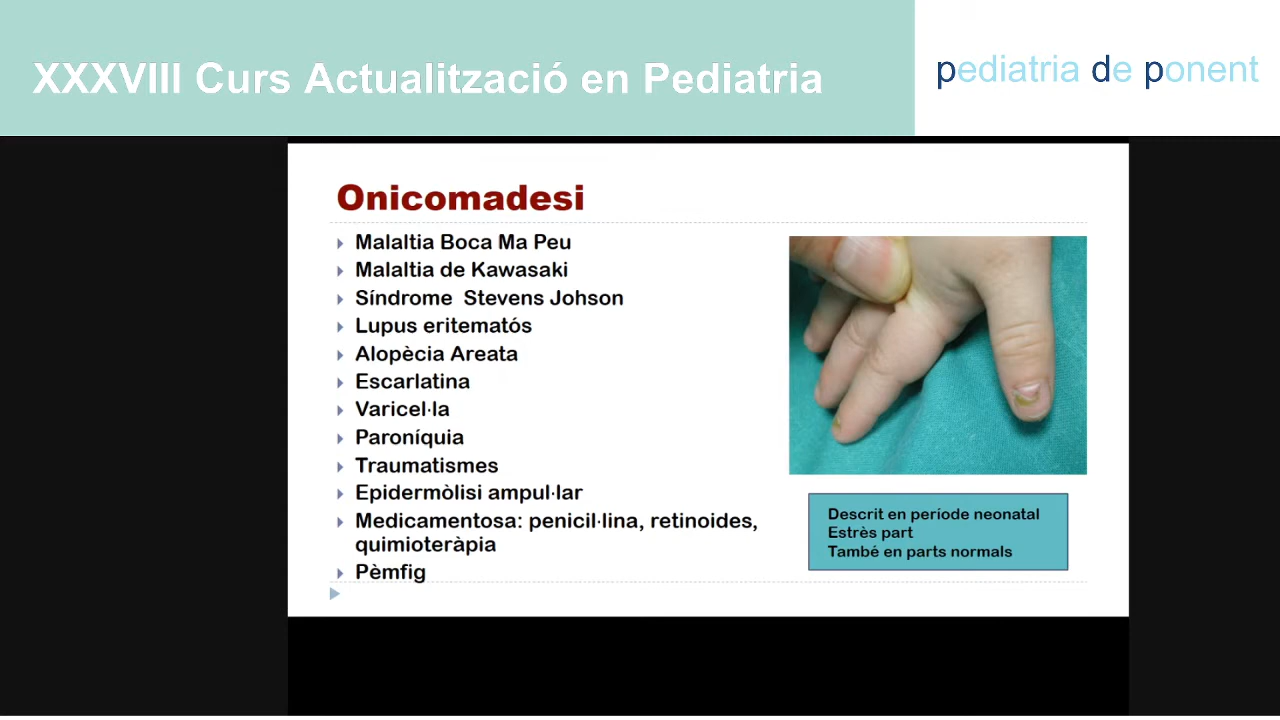 XXXVIII Curs Actualització en Pediatria
pediatria de ponent
Onicomadesi
Malaltia Boca Ma Peu
Malaltia de Kawasaki
Síndrome Stevens Johson
Lupus eritematós
Alopècia Areata
Escarlatina
Varicel·la
Paroníquia
Traumatismes
Epidermòlisi ampul·lar
Medicamentosa: penicil·lina, retinoides,
quimioteràpia
Pèmfig
Descrit en període neonatal
Estrès part
També en parts normals